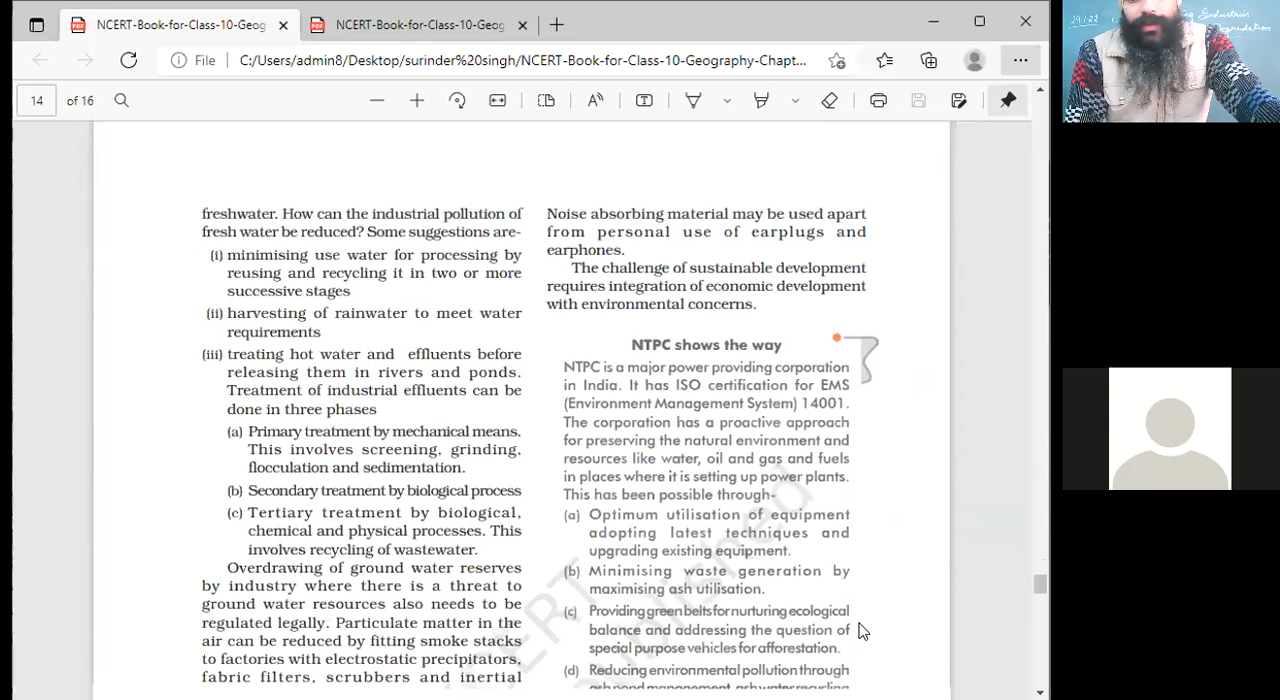 NCERT-Book-for-Class-10-Geog
NCERT-Book-for-Class-10-Geog
File
C:/Users/admin8/Desktop/surinder%20singh/NCERT-Book-for-Class-10-Geography-Chapt...
14 of 16
freshwater. How can the industrial pollution of
fresh water be reduced? Some suggestions are-
(i) minimising use water for processing by
reusing and recycling it in two or more
successive stages
(ii) harvesting of rainwater to meet water
requirements
(iii) treating hot water and effluents before
releasing them in rivers and ponds.
Treatment of industrial effluents can be
done in three phases
(a) Primary treatment by mechanical means.
This involves screening, grinding,
flocculation and sedimentation.
(b) Secondary treatment by biological process
(c) Tertiary treatment by biological,
chemical and physical processes. This
involves recycling of wastewater.
Overdrawing of ground water reserves
by industry where there is a threat to
ground water resources also needs to be
regulated legally. Particulate matter in the
air can be reduced by fitting smoke stacks
to factories with electrostatic precipitators,
fabric filters, scrubbers and inertial
Noise absorbing material may be used apart
from personal use of earplugs and
earphones.
The challenge of sustainable development
requires integration of economic development
with environmental concerns.
NTPC shows the way
NTPC is a major power providing corporation
in India. It has ISO certification for EMS
(Environment Management System) 14001.
The corporation has a proactive approach
for preserving the natural environment and
resources like water, oil and gas and fuels
in places where it is setting up power plants.
This has been possible through-
(a) Optimum utilisation of equipment
adopting latest techniques and
upgrading existing equipment.
(b) Minimising waste generation by
maximising ash utilisation.
(c) Providing green belts for nurturing ecological
balance and addressing the question of
special purpose vehicles for afforestation.
(d) Reducing environmental pollution through
ash pond management, ash water recycling
NCERT
published
29.1.22
Industries
Degradation